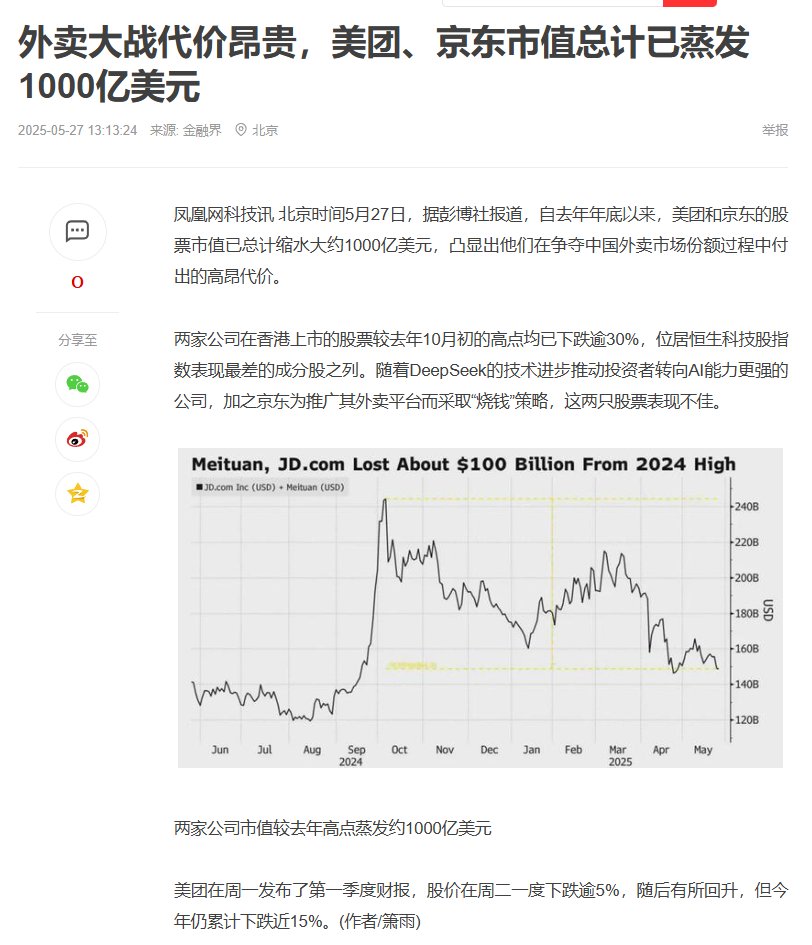 外卖大战代价昂贵，美团、京东市值总计已蒸发
1000亿美元
2025-05-27 13:13:24 来源: 金融界 北京
举报
0
分享至
凤凰网科技讯 北京时间5月27日，据彭博社报道，自去年年底以来，美团和京东的股
票市值已总计缩水大约1000亿美元，凸显出他们在争夺中国外卖市场份额过程中付
出的高昂代价。
两家公司在香港上市的股票较去年10月初的高点均已下跌逾30%，位居恒生科技股指
数表现最差的成分股之列。随着DeepSeek的技术进步推动投资者转向AI能力更强的
公司，加之京东为推广其外卖平台而采取“烧钱”策略，这两只股票表现不佳。
Meituan, JD.com Lost About $100 Billion From 2024 High
JD.com Inc (USD) + Meituan (USD)
240B
220B
200B
180B
160B
140B
120B
USD
Jun Jul Aug Sep Oct Nov Dec Jan Feb Mar Apr May
2024 2025
两家公司市值较去年高点蒸发约1000亿美元
美团在周一发布了第一季度财报，股价在周二一度下跌逾5%，随后有所回升，但今
年仍累计下跌近15%。(作者/箫雨)